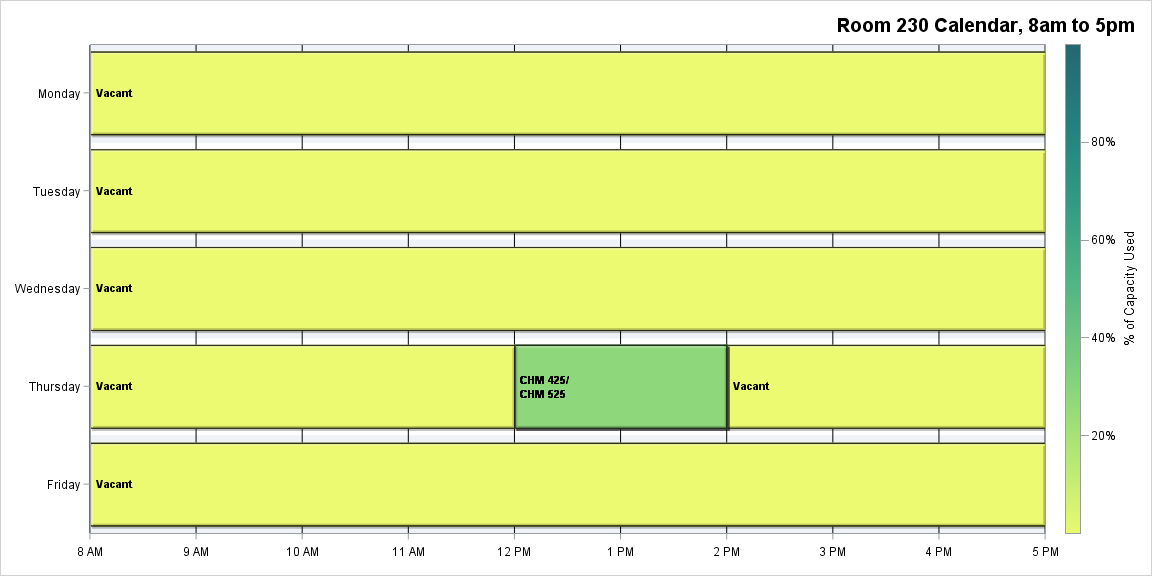 Room 230 Calendar, 8am to 5pm
Monday
Vacant
Tuesday
Vacant
Wednesday
Vacant
Thursday
Vacant
CHM 425/
CHM 525
Vacant
Friday
Vacant
8 AM
9 AM
10 AM
11 AM
12 PM
1 PM
2 PM
3 PM
4 PM
5 PM
80%
60%
40%
20%
% of Capacity Used